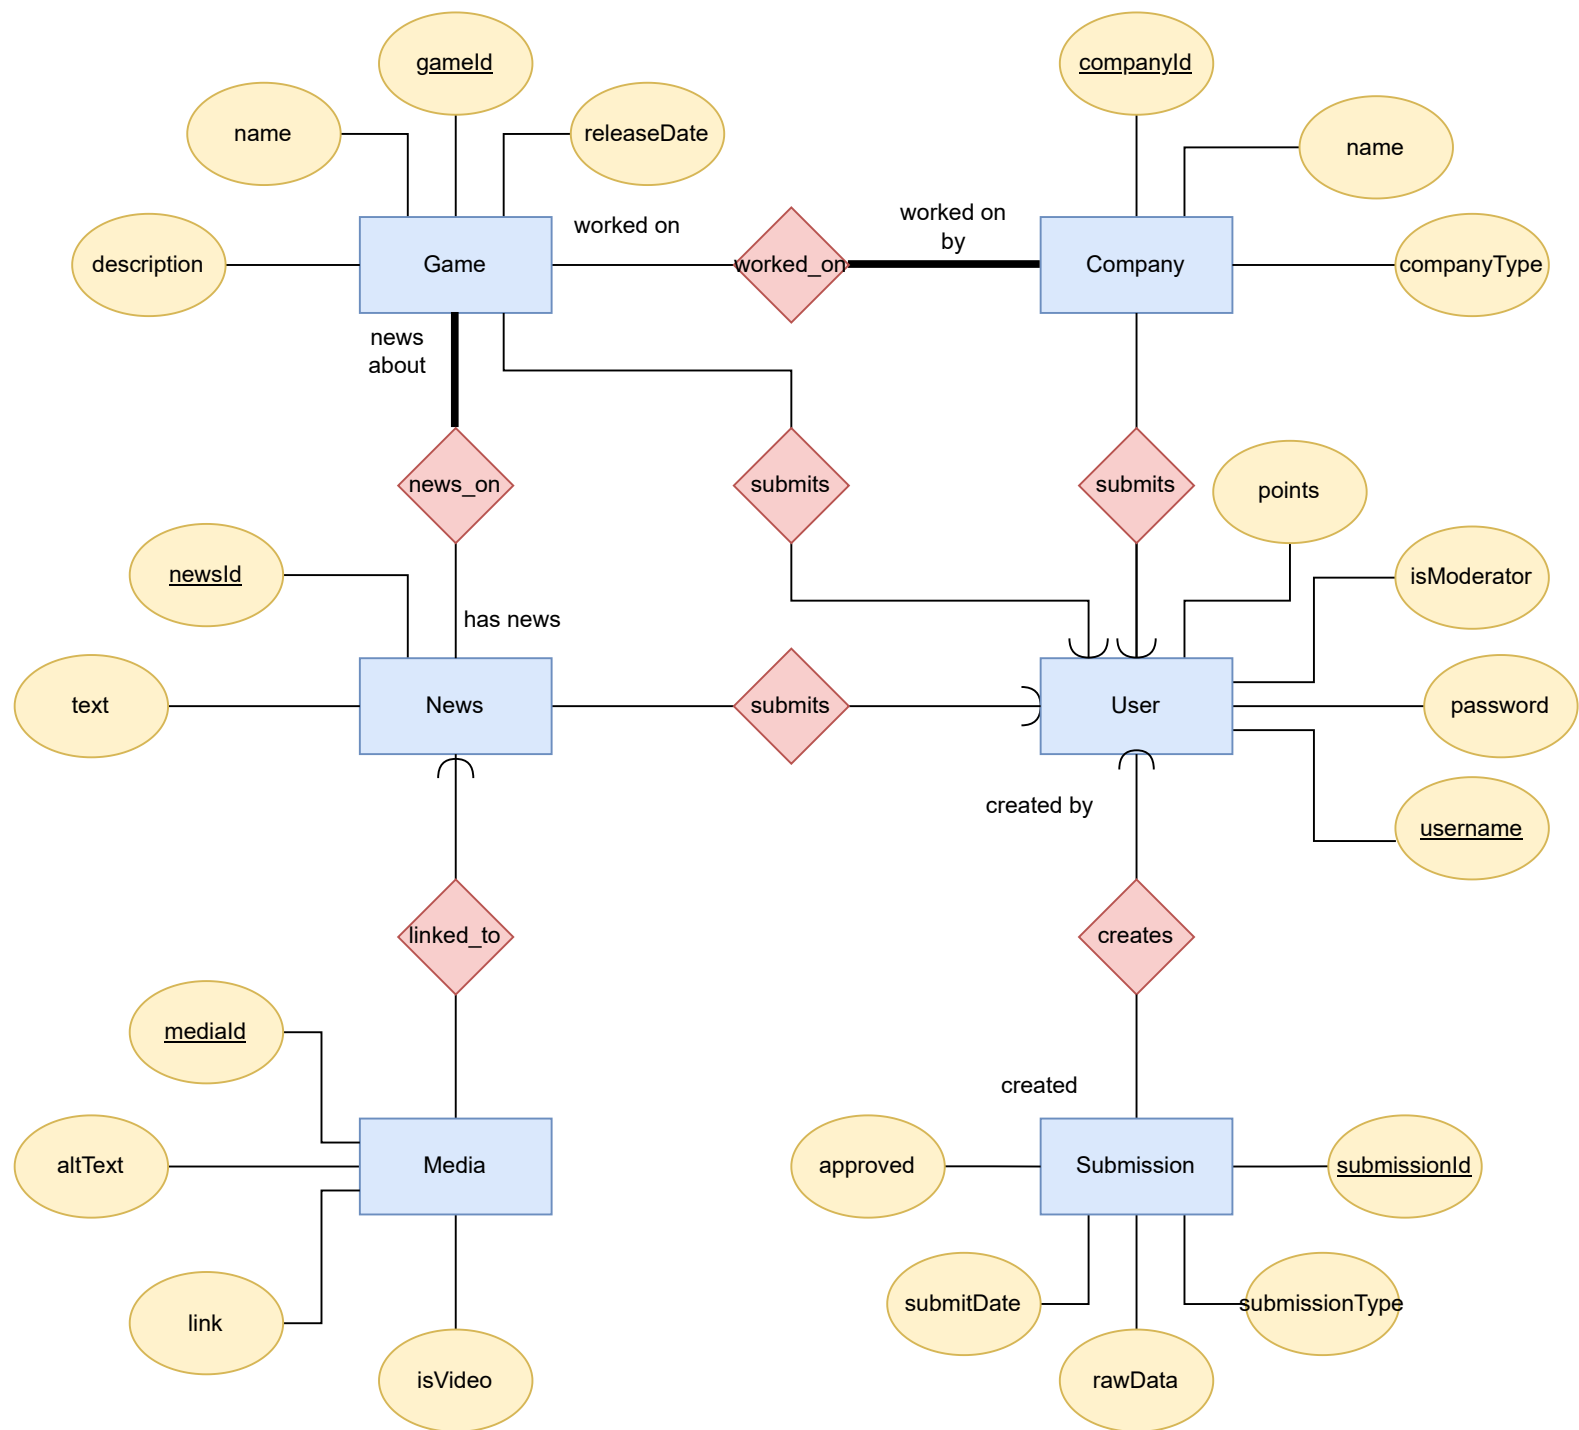 gameId
companyId
name
releaseDate
name
worked on
worked on
by
description
Game
worked_on
Company
companyType
news
about
news_on
submits
submits
points
newsId
isModerator
has news
text
News
submits
User
password
created by
username
linked_to
creates
mediaId
created
altText
Media
approved
Submission
submissionId
link
submitDate
submissionType
isVideo
rawData